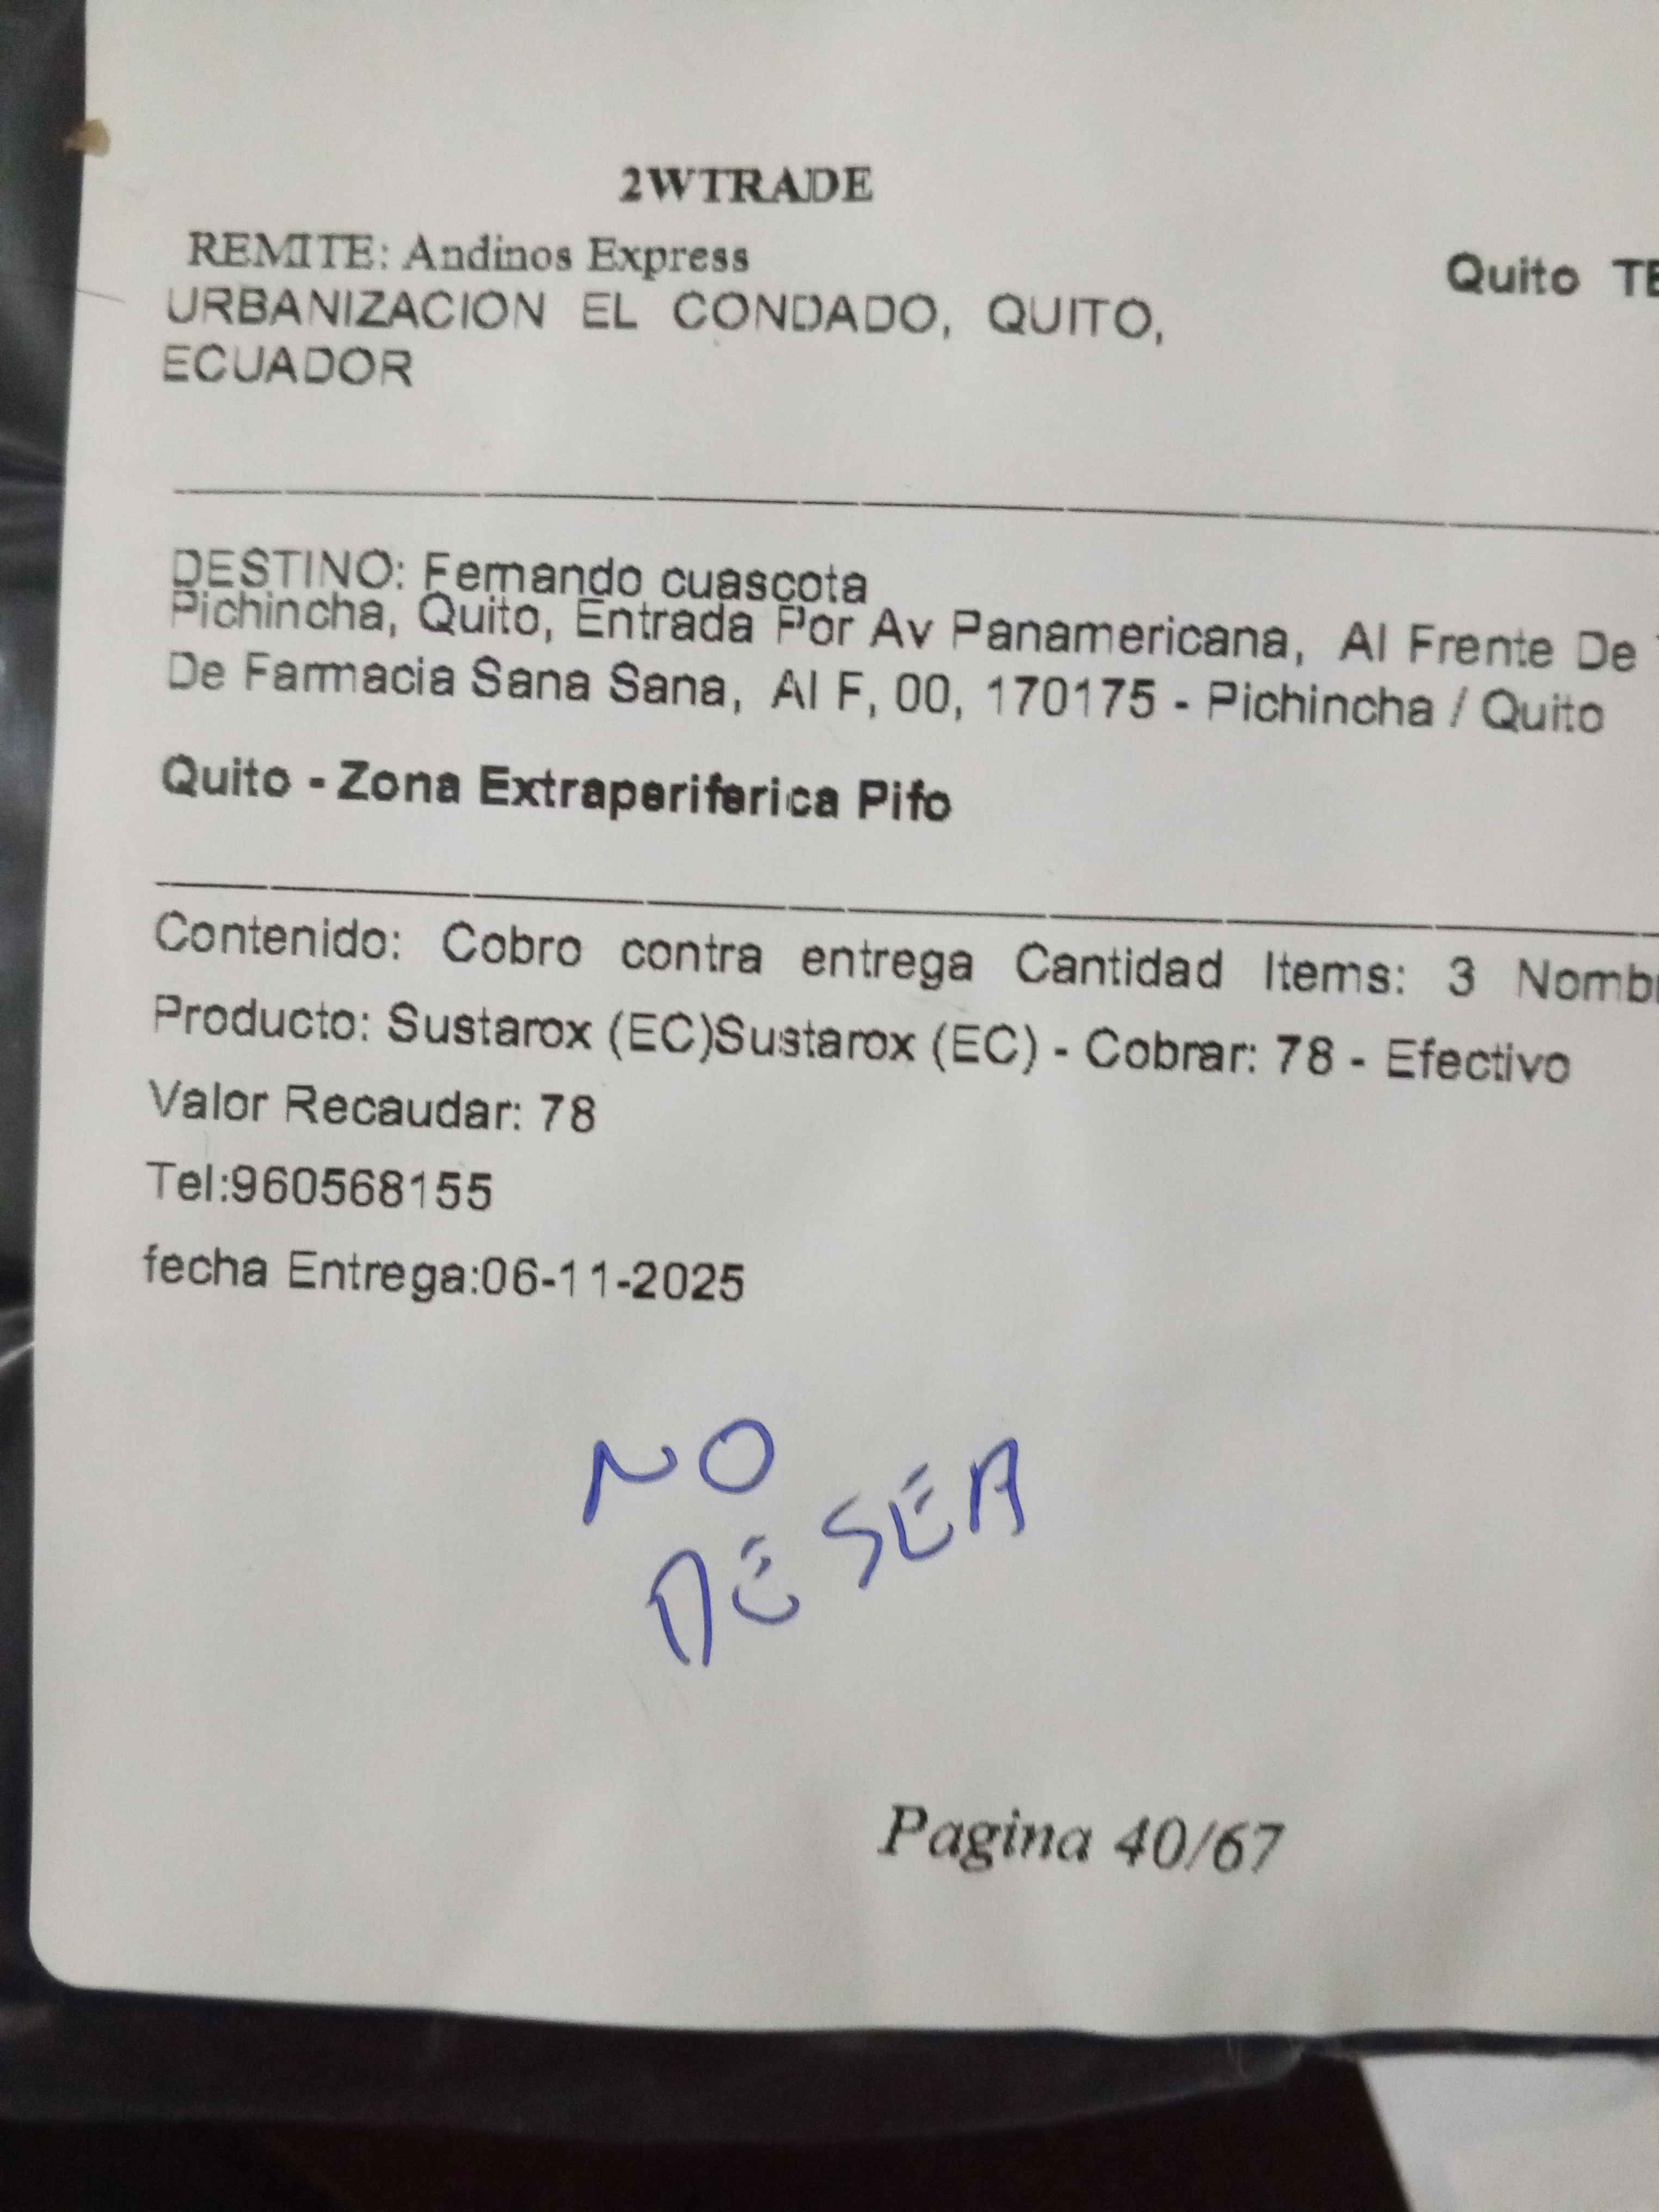 2WTRADE
REMITE: Andinos Express
Quito TE
URBANIZACION EL CONDADO, QUITO,
ECUADOR
DESTINO: Fernando cuascota
Pichincha, Quito, Entrada Por Av Panamericana, Al Frente De
De Farmacia Sana Sana, Al F, 00, 170175 - Pichincha / Quito
Quito - Zona Extraperiferica Pifo
Contenido: Cobro contra entrega Cantidad Items: 3 Nomb
Producto: Sustarox (EC)Sustarox (EC) - Cobrar: 78 - Efectivo
Valor Recaudar: 78
Tel:960568155
fecha Entrega:06-11-2025
NO
DESEA
Pagina 40/67